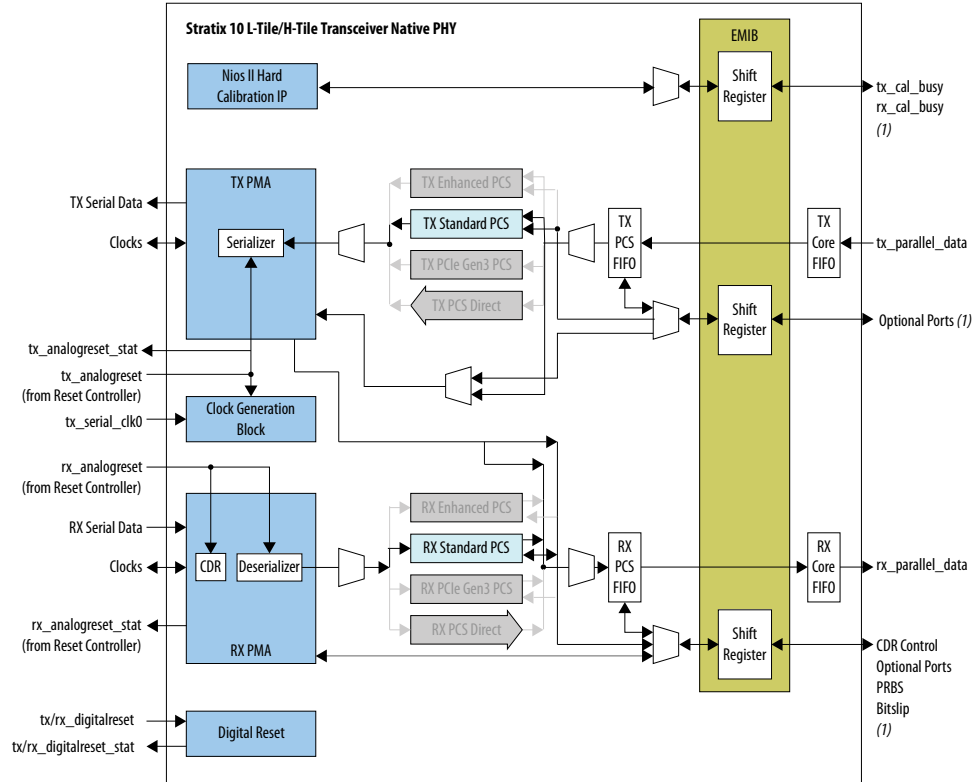 Stratix 10 L-Tile/H-Tile Transceiver Native PHY
EMIB
Nios II Hard
Calibration IP
Shift
Register
tx_cal_busy
rx_cal_busy
(1)
TX PMA
TX Enhanced PCS
TX Serial Data
TX Standard PCS
TX
PCS
FIFO
TX
Core
FIFO
Clocks
Serializer
tx_parallel_data
TX PCIe Gen3 PCS
TX PCS Direct
Shift
Register
Optional Ports (1)
tx_analogreset_stat
tx_analogreset
(from Reset Controller)
Clock Generation
Block
tx_serial_clk0
rx_analogreset
(from Reset Controller)
RX Enhanced PCS
RX Serial Data
RX Standard PCS
RX
PCS
FIFO
RX
Core
FIFO
Clocks
CDR
Deserializer
rx_parallel_data
RX PCIe Gen3 PCS
RX PCS Direct
rx_analogreset_stat
(from Reset Controller)
RX PMA
Shift
Register
CDR Control
Optional Ports
PRBS
Bitslip
(1)
tx/rx_digitalreset
Digital Reset
tx/rx_digitalreset_stat